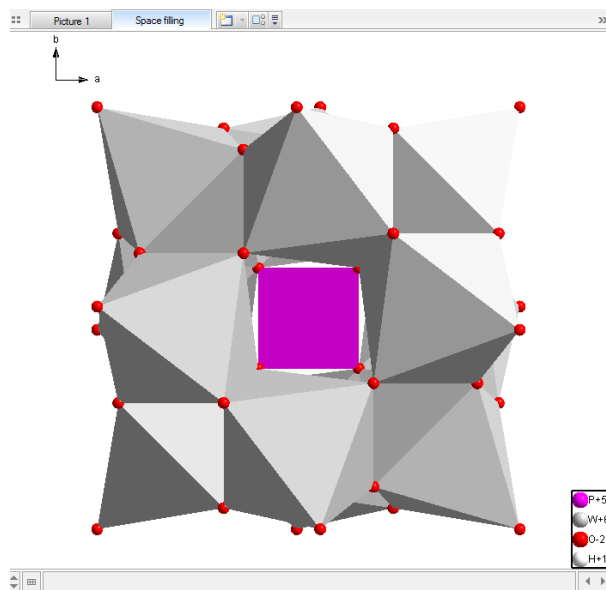 Picture 1
Space filling
b
a
P+5
W+6
O-2
H+1